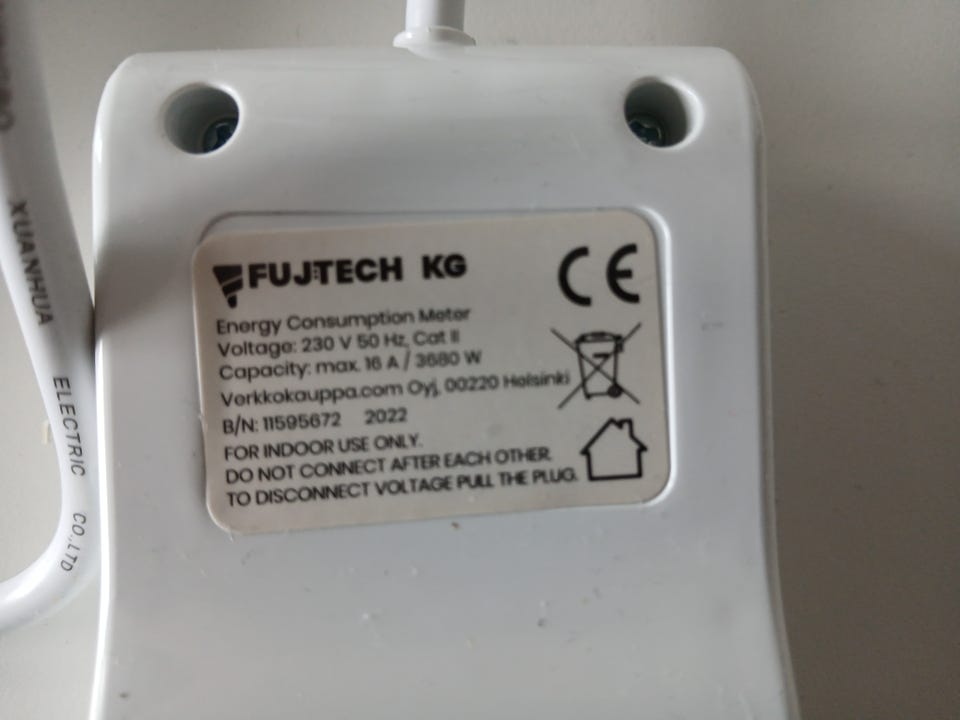 FUJ:TECH KG
CE
Energy Consumption Meter
Voltage: 230 V 50 Hz, Cat II
Capacity: max. 16 A / 3680 W
Verkkokauppa.com Oyj, 00220 Helsinki
B/N: 11595672 2022
FOR INDOOR USE ONLY.
DO NOT CONNECT AFTER EACH OTHER.
TO DISCONNECT VOLTAGE PULL THE PLUG.
XUANHUA ELECTRIC CO.,LTD